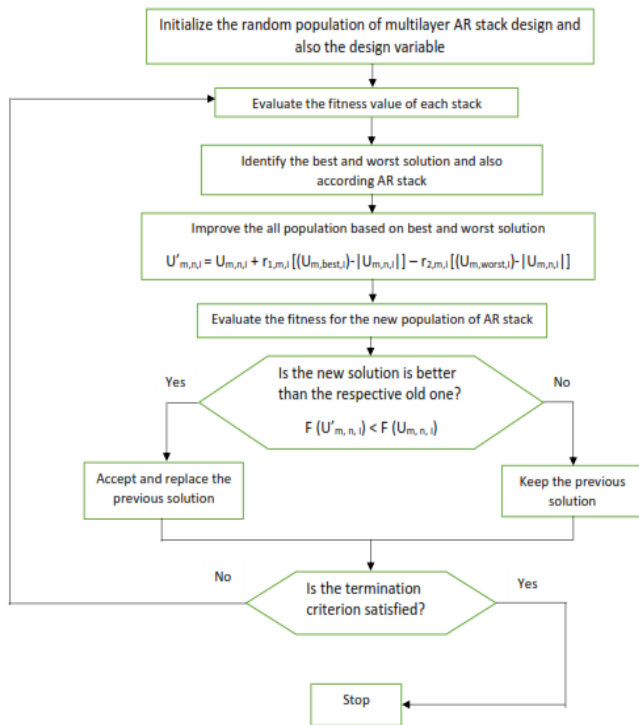 Initialize the random population of multilayer AR stack design and
also the design variable
Evaluate the fitness value of each stack
Identify the best and worst solution and also
according AR stack
Improve the all population based on best and worst solution
U'm,n,i = Um,n,i + r1,m,i [(Um,best,i)-|Um,n,i|] – r2,m,i [(Um,worst,i)-|Um,n,i|]
Evaluate the fitness for the new population of AR stack
Is the new solution is better
than the respective old one?
F (U'm, n, i) < F (Um, n, i)
Yes
No
Accept and replace the
previous solution
Keep the previous
solution
No
Is the termination
criterion satisfied?
Yes
Stop